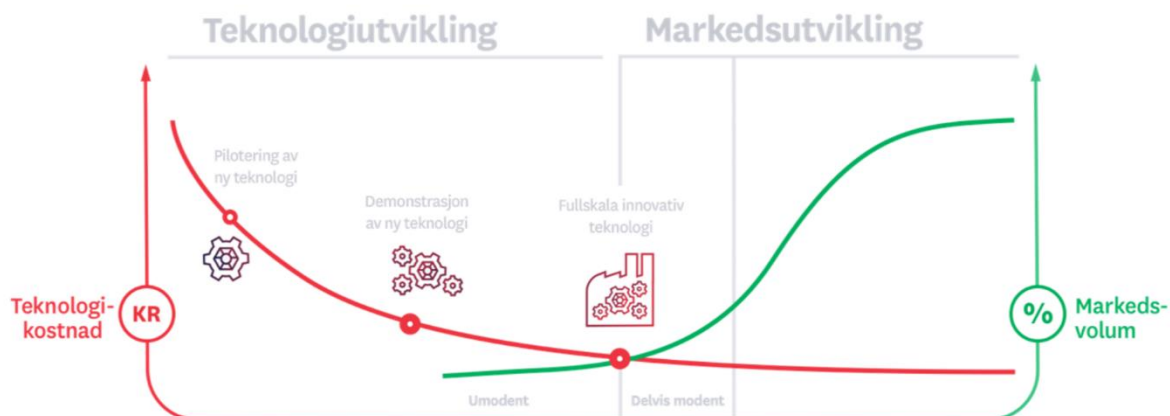 Teknologiutvikling
Markedsutvikling
Pilotering av
ny teknologi
Demonstrasjon
av ny teknologi
Fullskala innovativ
teknologi
Teknologi-
kostnad
KR
%
Markeds-
volum
Umodent
Delvis modent